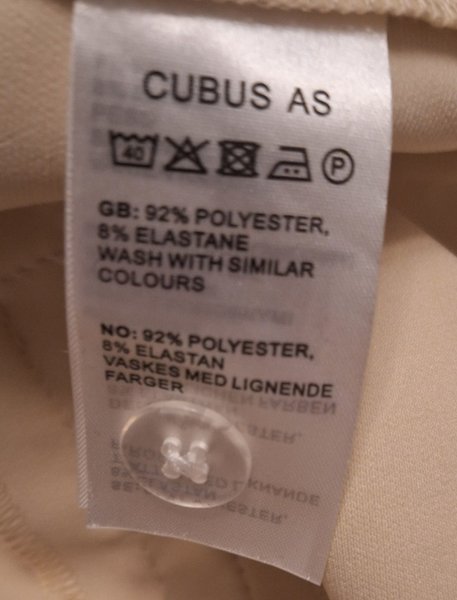 CUBUS AS
40 P
GB: 92% POLYESTER,
8% ELASTANE
WASH WITH SIMILAR
COLOURS
NO: 92% POLYESTER,
8% ELASTAN
VASKES MED LIGNENDE
FARGER